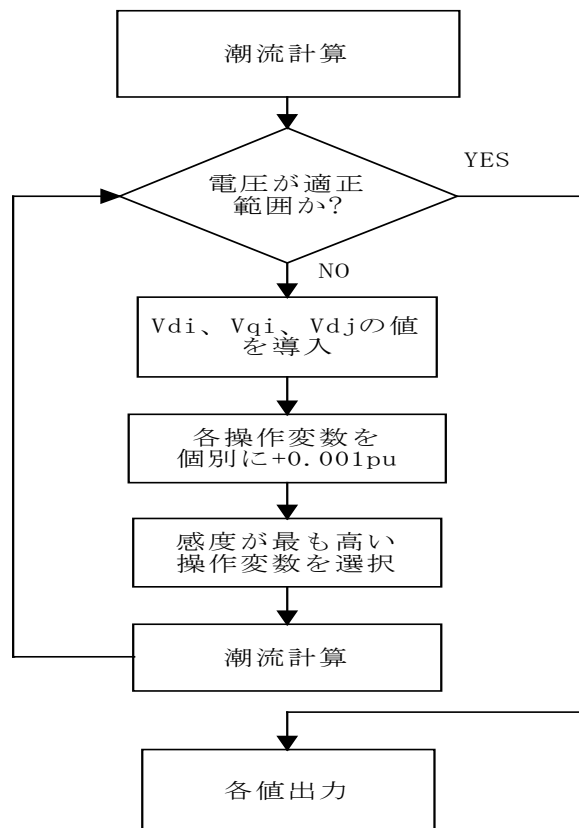 潮流計算
YES
電圧が適正
範囲か?
NO
Vdi、Vqi、Vdjの値
を導入
各操作変数を
個別に+0.001pu
感度が最も高い
操作変数を選択
潮流計算
各値出力